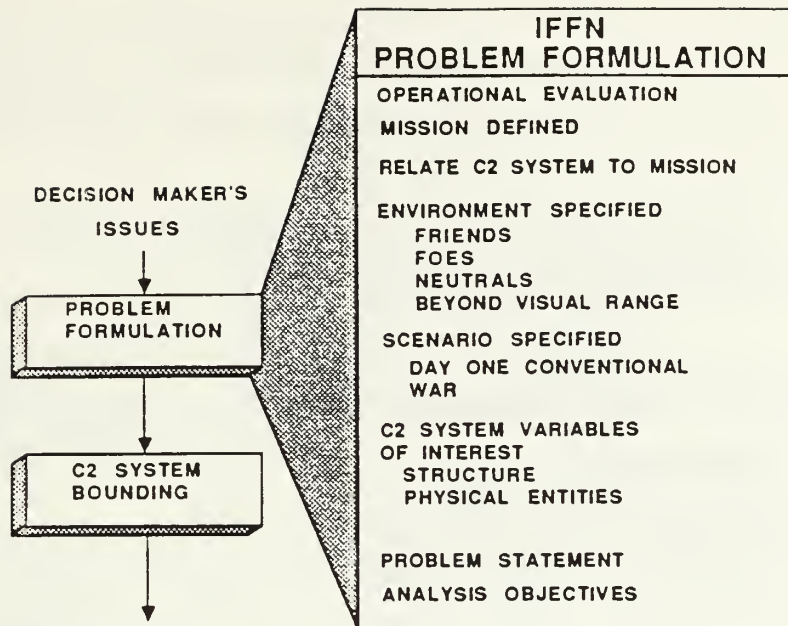 DECISION MAKER'S
ISSUES
PROBLEM
FORMULATION
C2 SYSTEM
BOUNDING
IFFN
PROBLEM FORMULATION
OPERATIONAL EVALUATION
MISSION DEFINED
RELATE C2 SYSTEM TO MISSION
ENVIRONMENT SPECIFIED
FRIENDS
FOES
NEUTRALS
BEYOND VISUAL RANGE
SCENARIO SPECIFIED
DAY ONE CONVENTIONAL
WAR
C2 SYSTEM VARIABLES
OF INTEREST
STRUCTURE
PHYSICAL ENTITIES
PROBLEM STATEMENT
ANALYSIS OBJECTIVES